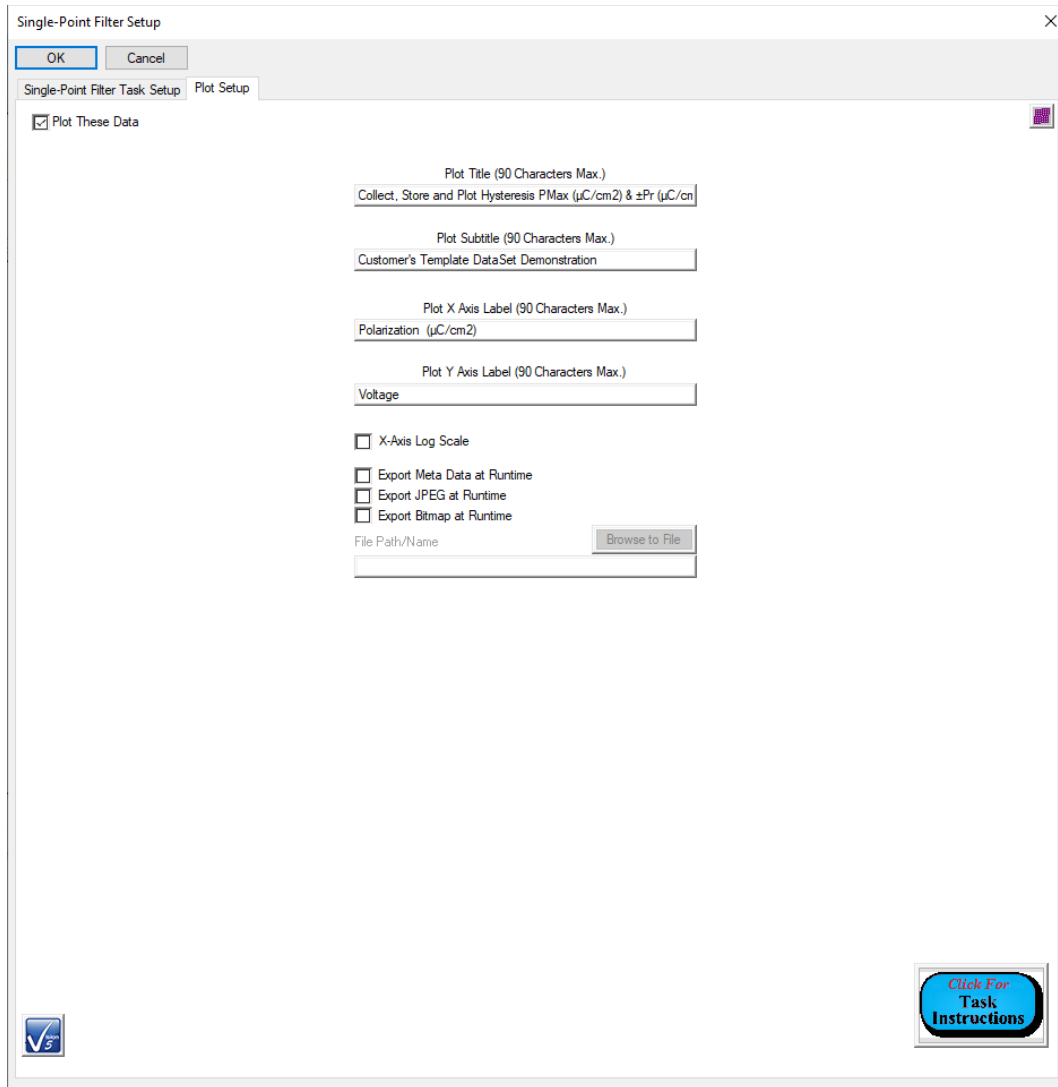 Single-Point Filter Setup
OK Cancel
Single-Point Filter Task Setup Plot Setup
Plot These Data
Plot Title (90 Characters Max.)
Collect, Store and Plot Hysteresis PMax (µC/cm2) & ±Pr (µC/cm
Plot Subtitle (90 Characters Max.)
Customer's Template DataSet Demonstration
Plot X Axis Label (90 Characters Max.)
Polarization (µC/cm2)
Plot Y Axis Label (90 Characters Max.)
Voltage
X-Axis Log Scale
Export Meta Data at Runtime
Export JPEG at Runtime
Export Bitmap at Runtime
File Path/Name Browse to File
Click For
Task
Instructions
Vision
5